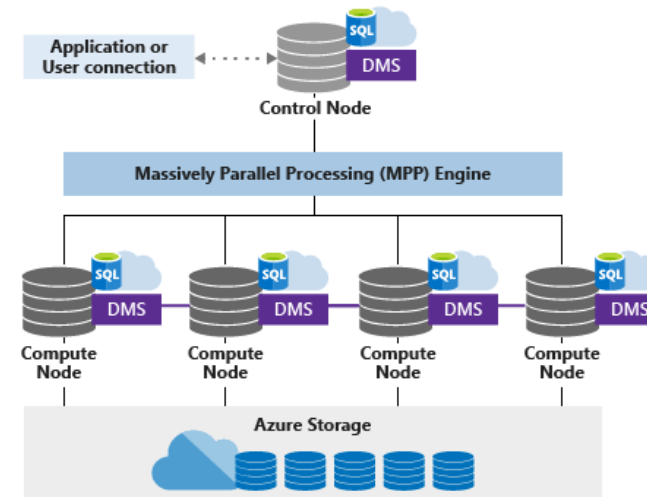 SQL
Application or
User connection
DMS
Control Node
Massively Parallel Processing (MPP) Engine
SQL SQL SQL SQL
DMS DMS DMS DMS
Compute Compute Compute Compute
Node Node Node Node
Azure Storage